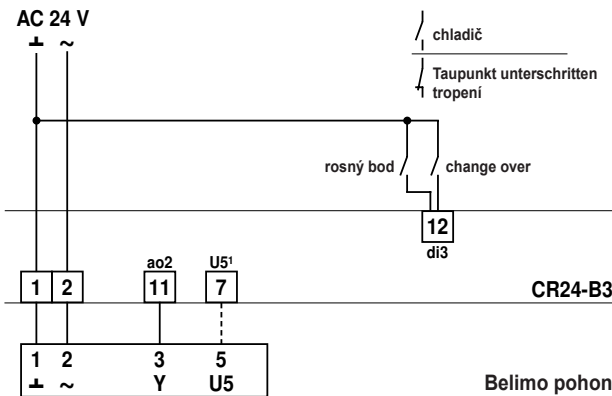 AC 24 V
⊥ ~
chladič
Taupunkt unterschritten
tropení
rosný bod
change over
12
di3
ao2
U5¹
1 2 11 7
CR24-B3
1 2 3 5
⊥ ~ Y U5
Belimo pohon